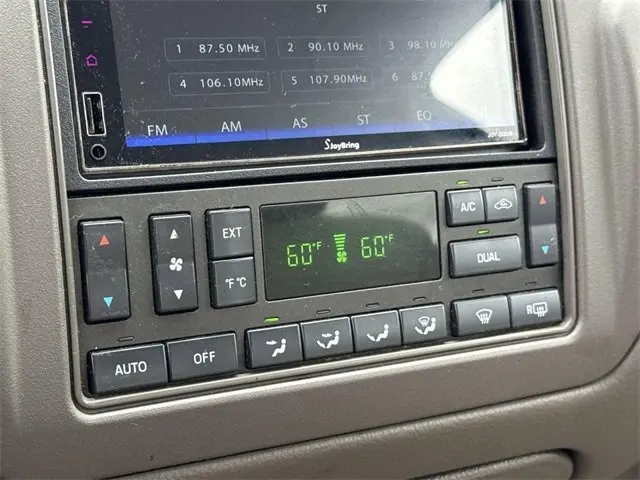 ST
1 87.50 MHz 2 90.10 MHz 3 98.10 MHz
4 106.10MHz 5 107.90MHz 6
FM AM AS ST EQ
JoyBring
A/C
EXT
60°F 60°F
DUAL
°F °C
R
AUTO OFF